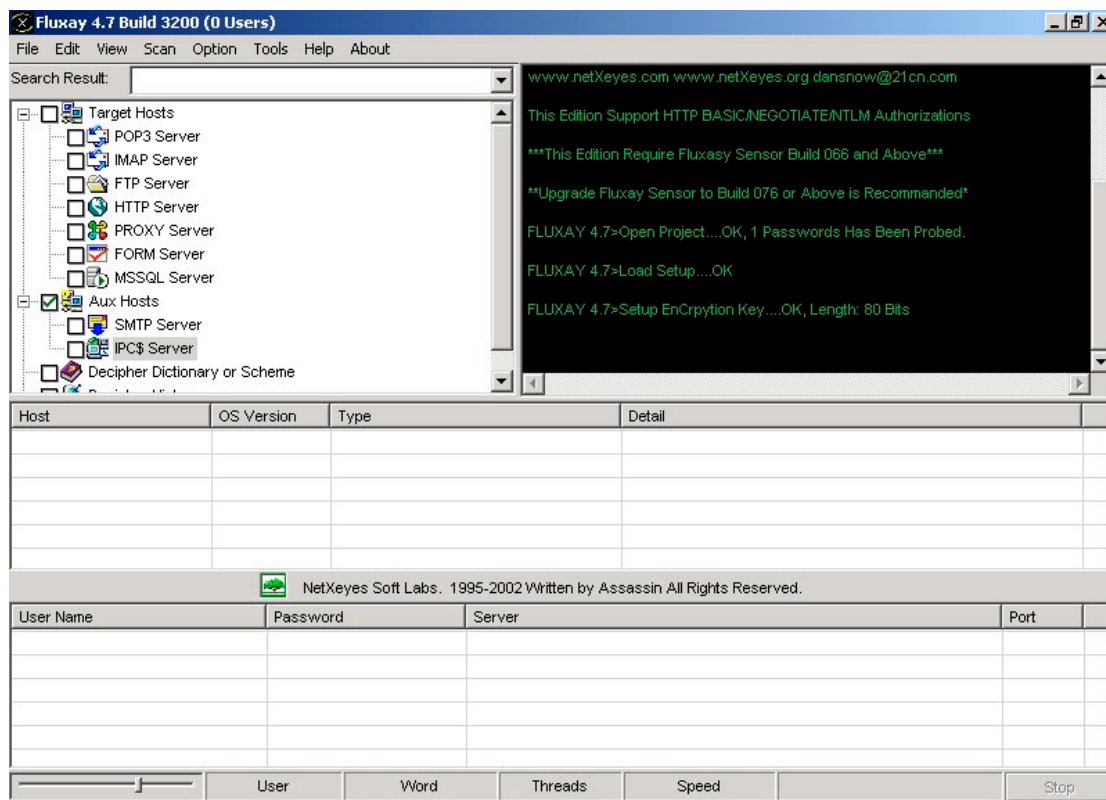 Fluxay 4.7 Build 3200 (0 Users)
File Edit View Scan Option Tools Help About
Search Result:
Target Hosts
POP3 Server
IMAP Server
FTP Server
HTTP Server
PROXY Server
FORM Server
MSSQL Server
Aux Hosts
SMTP Server
IPC$ Server
Decipher Dictionary or Scheme
www.netXeyes.com www.netXeyes.org dansnow@21cn.com
This Edition Support HTTP BASIC/NEGOTIATE/NTLM Authorizations
***This Edition Require Fluxasy Sensor Build 066 and Above***
**Upgrade Fluxay Sensor to Build 076 or Above is Recommanded*
FLUXAY 4.7>Open Project....OK, 1 Passwords Has Been Probed.
FLUXAY 4.7>Load Setup....OK
FLUXAY 4.7>Setup EnCrpytion Key....OK, Length: 80 Bits
Host OS Version Type Detail
NetXeyes Soft Labs. 1995-2002 Written by Assassin All Rights Reserved.
User Name Password Server Port
User Word Threads Speed Stop